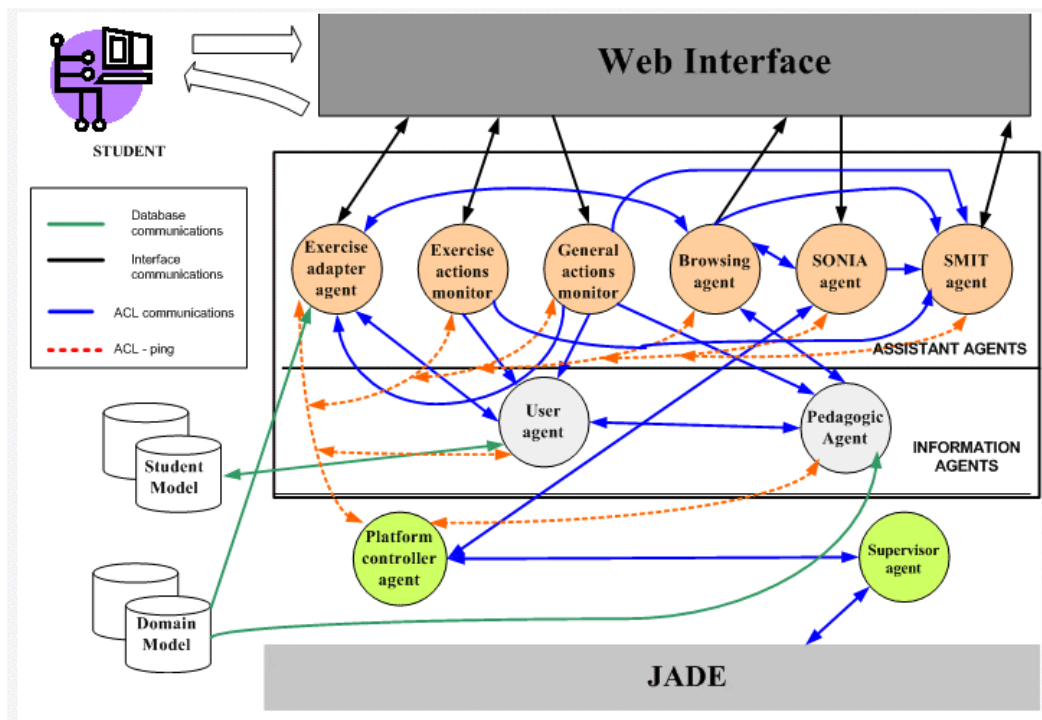 Web Interface
STUDENT
Database
communications
Interface
communications
ACL communications
ACL - ping
Exercise
adapter
agent
Exercise
actions
monitor
General
actions
monitor
Browsing
agent
SONIA
agent
SMIT
agent
ASSISTANT AGENTS
User
agent
Pedagogic
Agent
INFORMATION
AGENTS
Student
Model
Platform
controller
agent
Supervisor
agent
Domain
Model
JADE